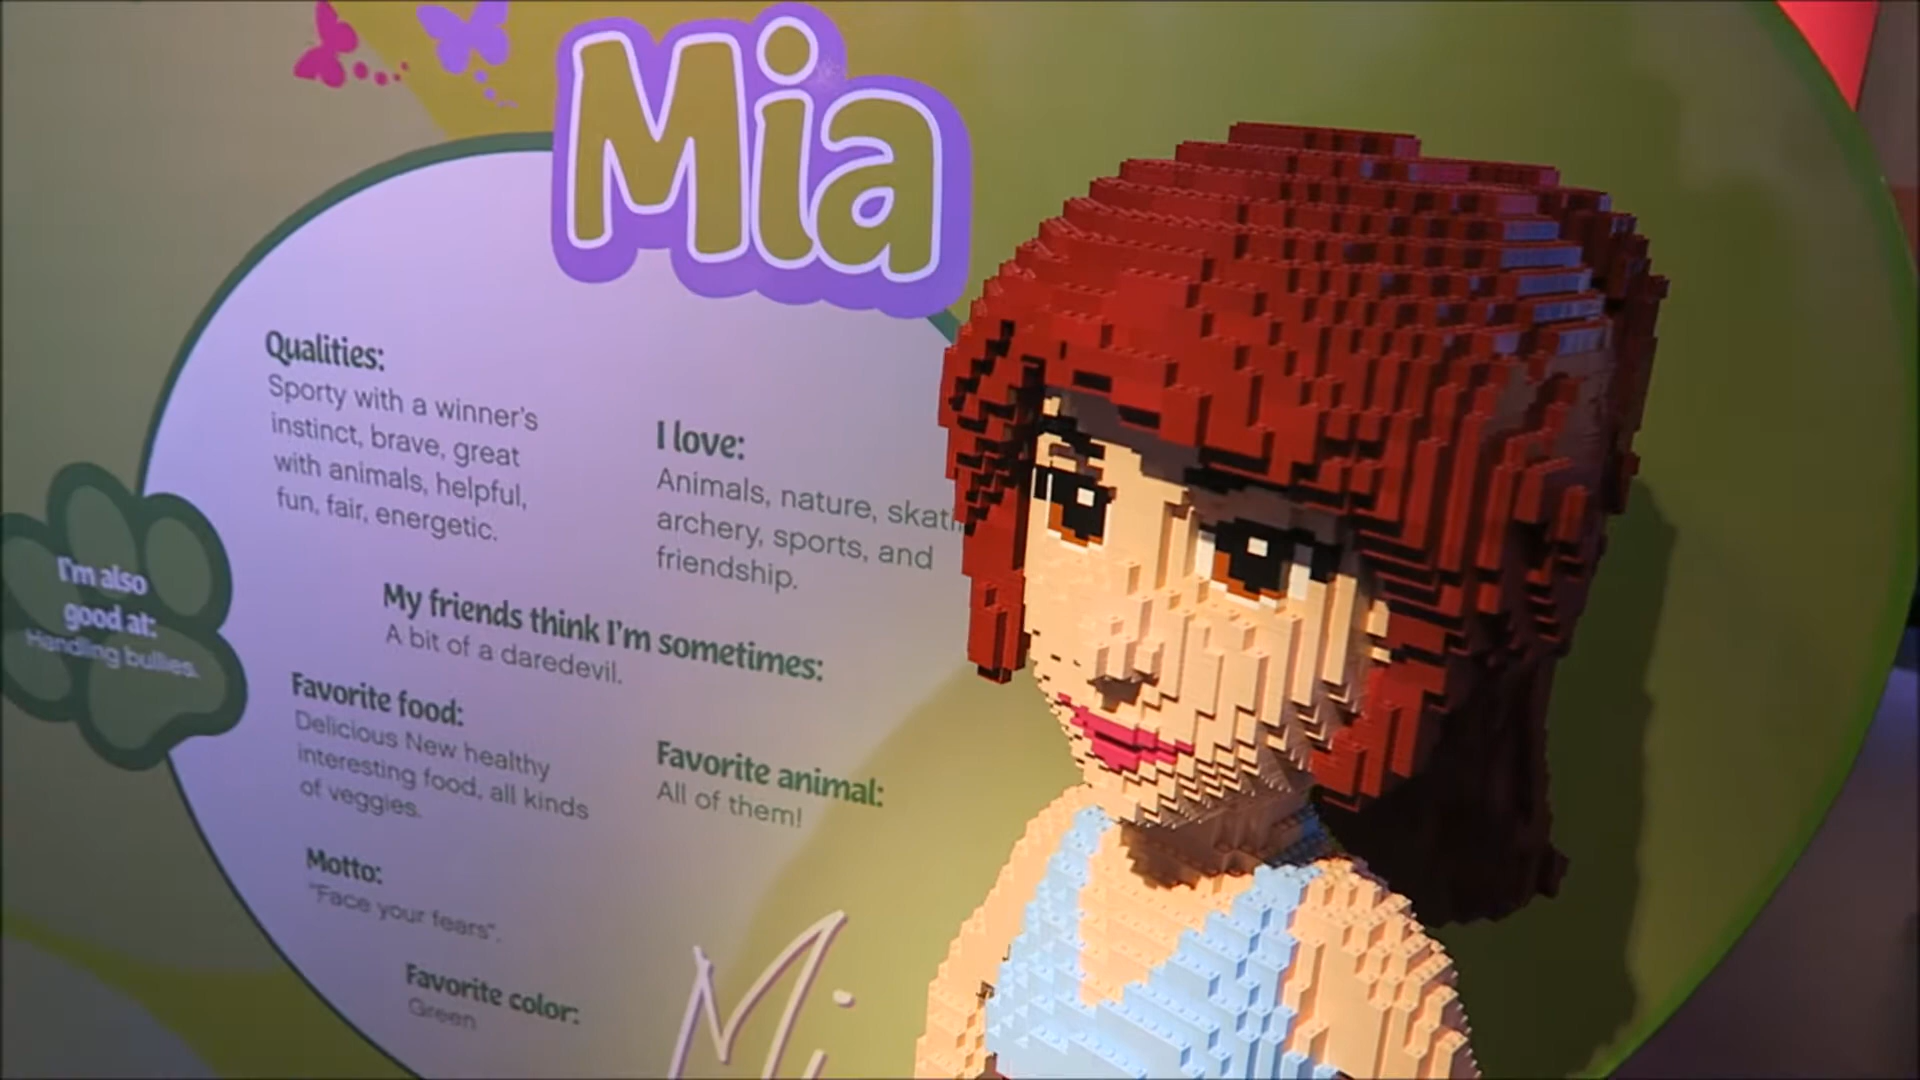 Mia
Qualities:
Sporty with a winner's
instinct, brave, great
with animals, helpful,
fun, fair, energetic.
I love:
Animals, nature,
archery, sports, and
friendship.
I'm also
good at:
Handling bullies.
My friends think I'm sometimes:
A bit of a daredevil.
Favorite food:
Delicious New healthy
interesting food, all kinds
of veggies.
Favorite animal:
All of them!
Motto:
"Face your fears".
Favorite color:
Green
Mi